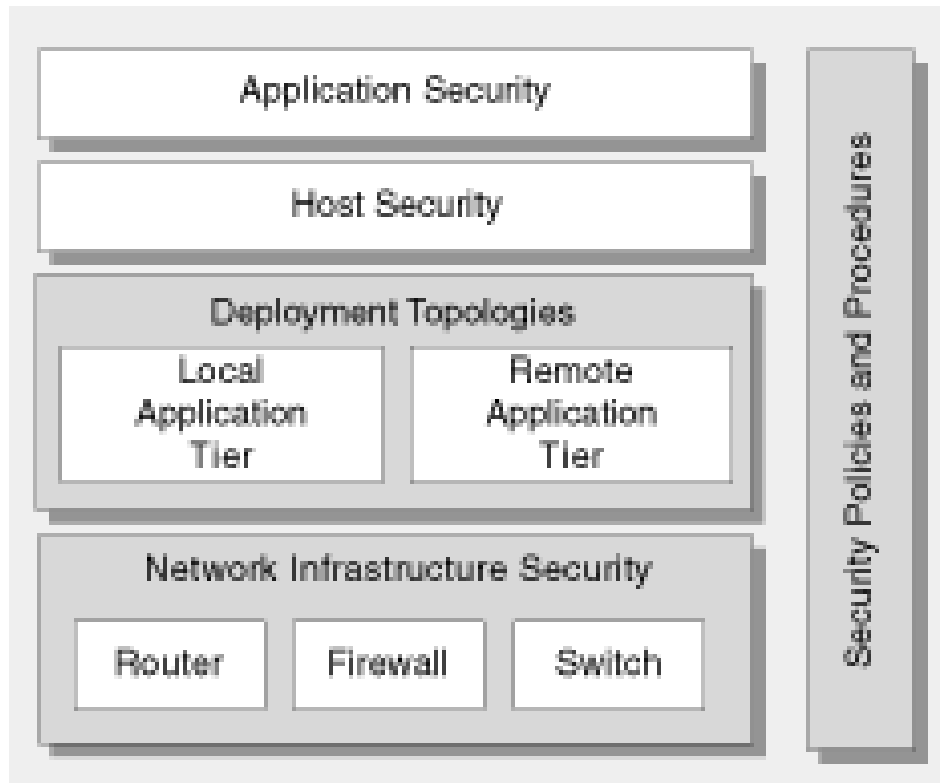 Application Security
Host Security
Deployment Topologies
Local
Application
Tier
Remote
Application
Tier
Network Infrastructure Security
Router
Firewall
Switch
Security Policies and Procedures